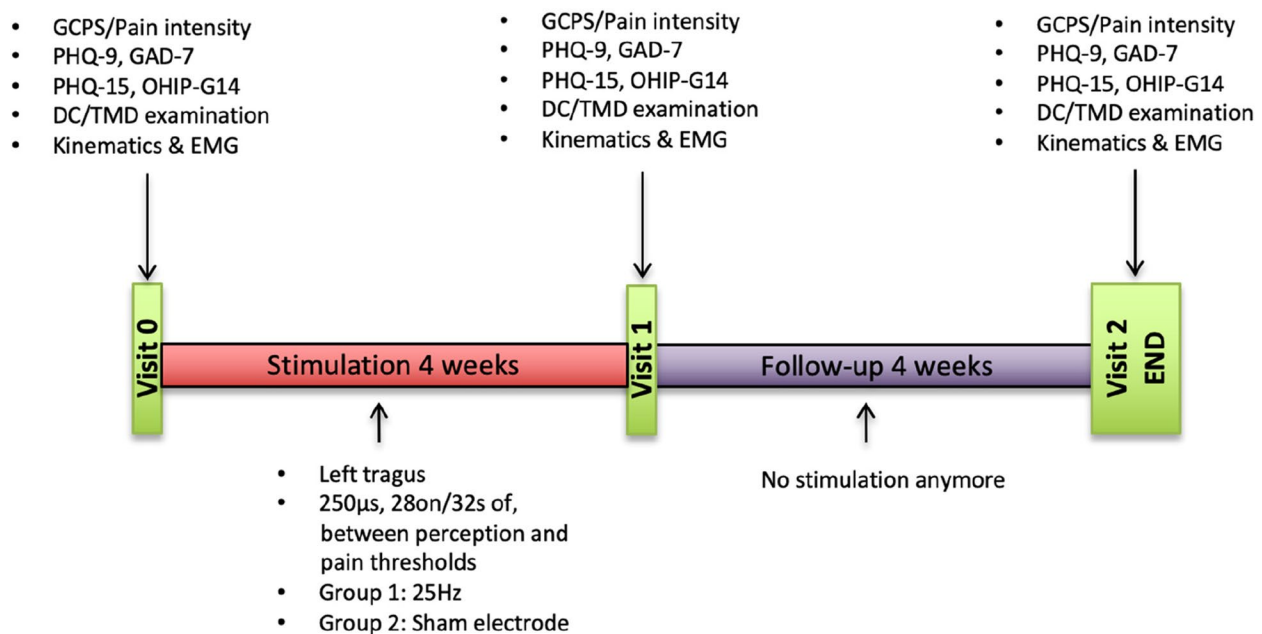 • GCPS/Pain intensity
• PHQ-9, GAD-7
• PHQ-15, OHIP-G14
• DC/TMD examination
• Kinematics & EMG
• GCPS/Pain intensity
• PHQ-9, GAD-7
• PHQ-15, OHIP-G14
• DC/TMD examination
• Kinematics & EMG
• GCPS/Pain intensity
• PHQ-9, GAD-7
• PHQ-15, OHIP-G14
• DC/TMD examination
• Kinematics & EMG
Visit 0
Stimulation 4 weeks
Visit 1
Follow-up 4 weeks
Visit 2
END
• Left tragus
• 250µs, 28on/32s of,
between perception and
pain thresholds
• Group 1: 25Hz
• Group 2: Sham electrode
No stimulation anymore